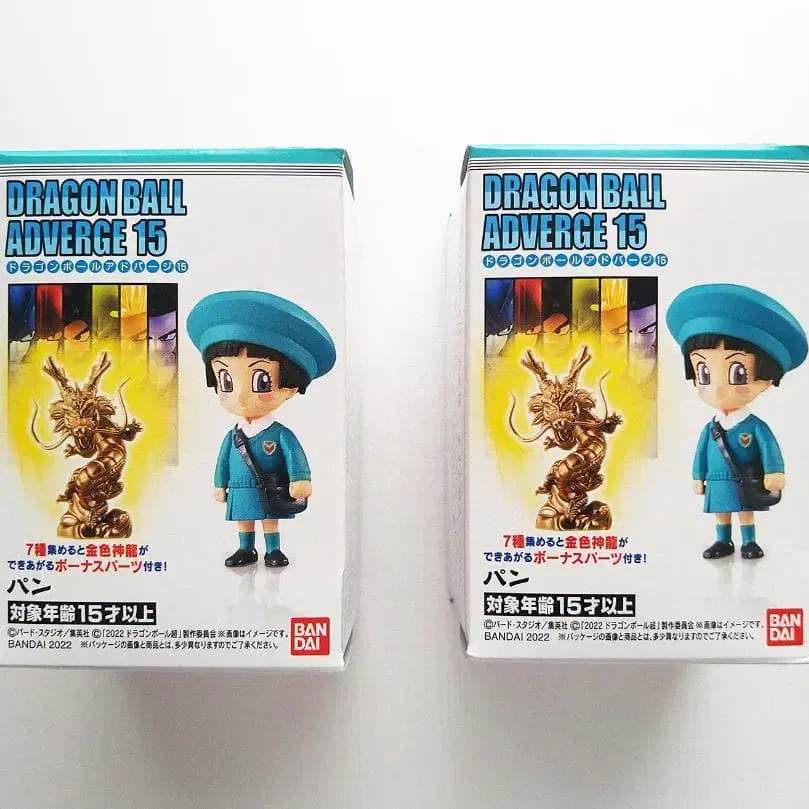 DRAGON BALL
ADVERGE 15
ドラゴンボールアドバージ15
7種集めると金色神龍が
できあがるボーナスパーツ付き!
パン
対象年齢15才以上
©バード・スタジオ/集英社 ©「2022 ドラゴンボール超」製作委員会 ※画像はイメージです。
BANDAI 2022 ※パッケージの画像と商品とは、多少異なりますのでご了承ください。
BAN
DAI
DRAGON BALL
ADVERGE 15
ドラゴンボールアドバージ15
7種集めると金色神龍が
できあがるボーナスパーツ付き!
パン
対象年齢15才以上
©バード・スタジオ/集英社 ©「2022 ドラゴンボール超」製作委員会 ※画像はイメージです。
BANDAI 2022 ※パッケージの画像と商品とは、多少異なりますのでご了承ください。
BAN
DAI